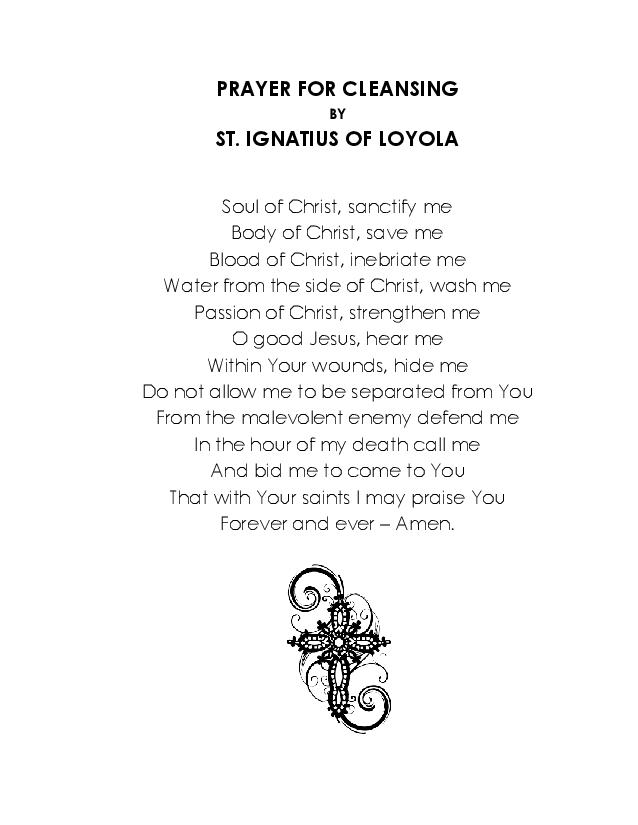 PRAYER FOR CLEANSING
BY
ST. IGNATIUS OF LOYOLA
Soul of Christ, sanctify me
Body of Christ, save me
Blood of Christ, inebriate me
Water from the side of Christ, wash me
Passion of Christ, strengthen me
O good Jesus, hear me
Within Your wounds, hide me
Do not allow me to be separated from You
From the malevolent enemy defend me
In the hour of my death call me
And bid me to come to You
That with Your saints I may praise You
Forever and ever – Amen.